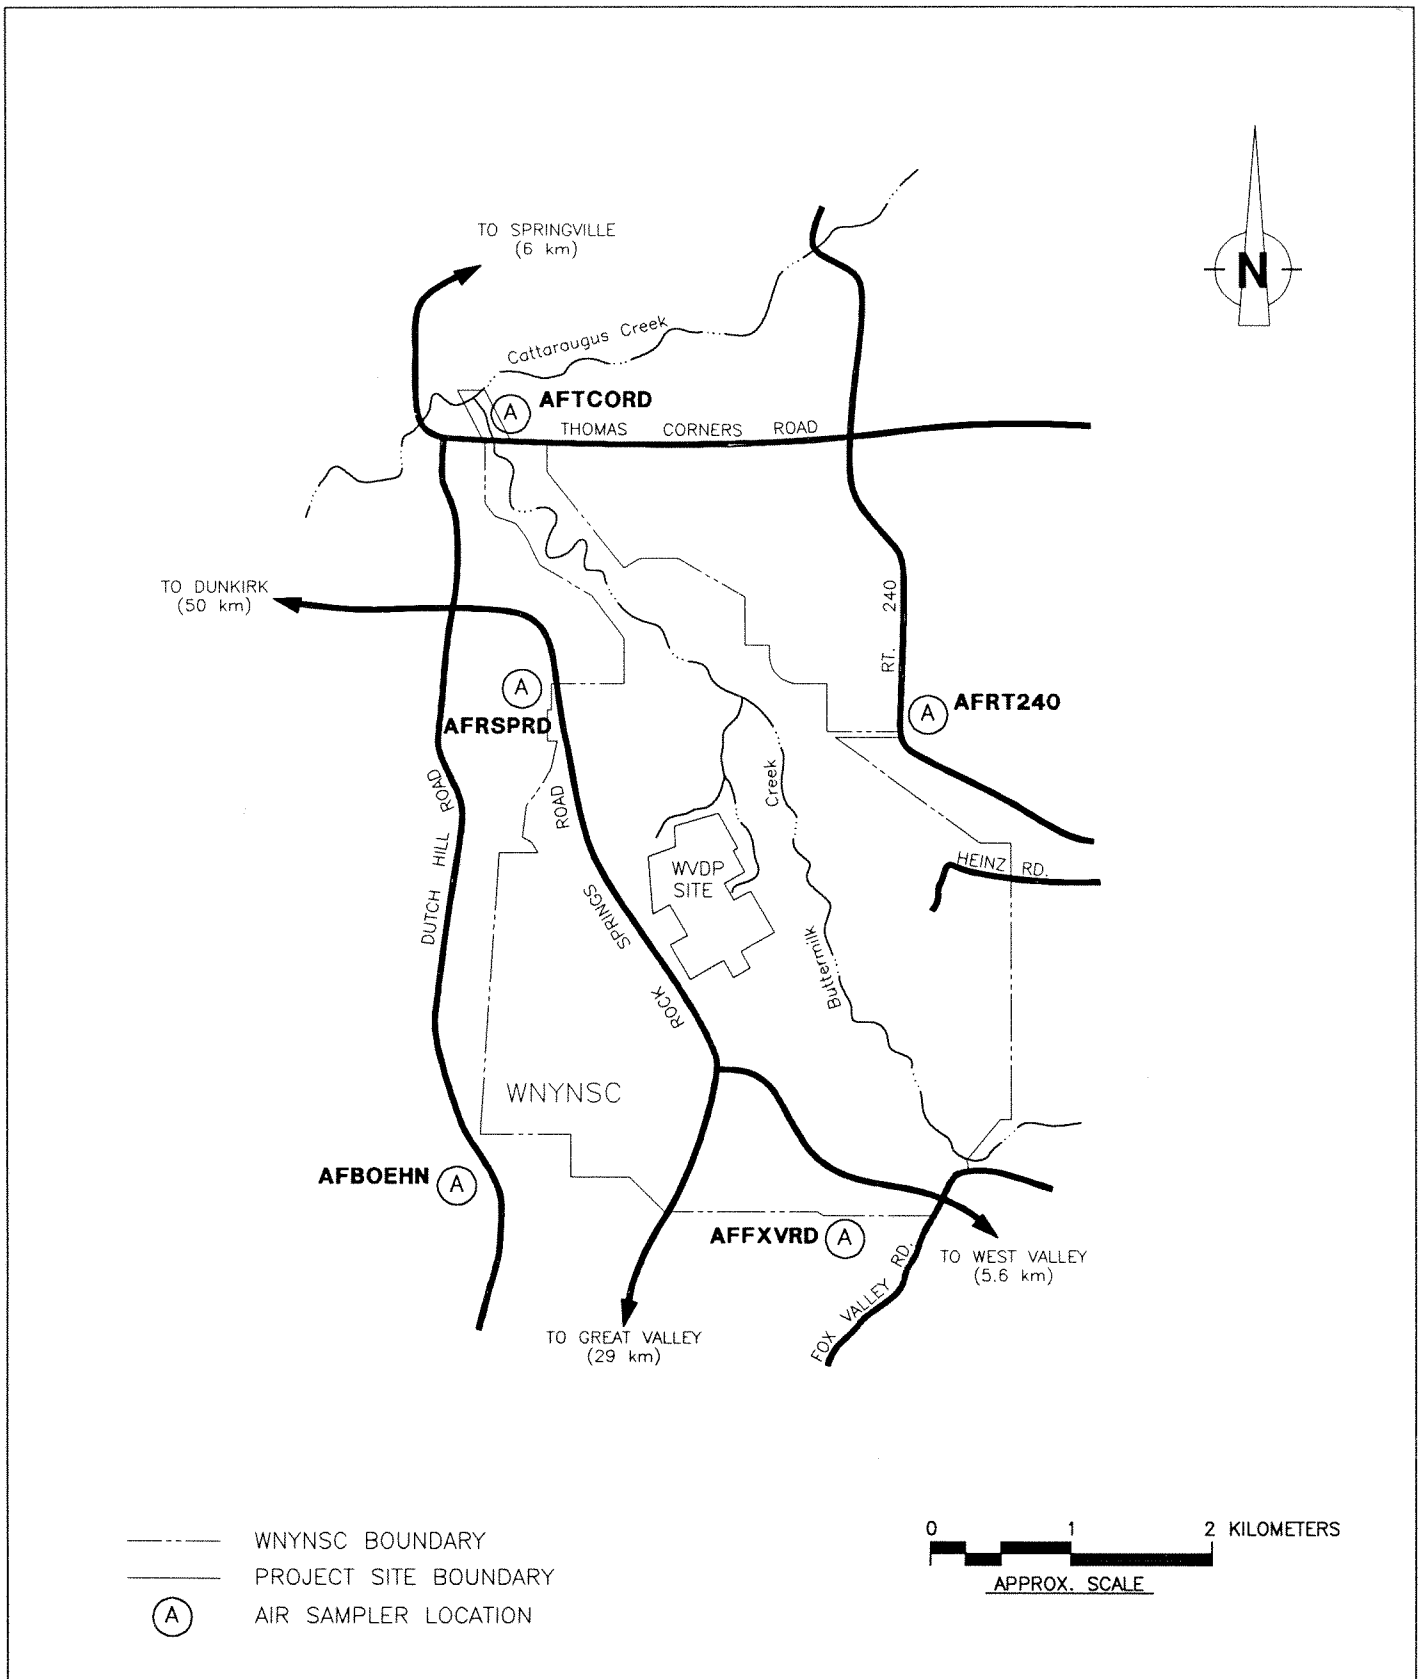 N
TO SPRINGVILLE
(6 km)
Cattaraugus Creek
A
AFTCORD
THOMAS CORNERS ROAD
TO DUNKIRK
(50 km)
RT. 240
A
AFRSPRD
A
AFRT240
DUTCH HILL ROAD
ROCK SPRINGS ROAD
Buttermilk Creek
WVDP
SITE
HEINZ RD.
WNYNSC
AFBOEHN
A
AFFXVRD
A
FOX VALLEY RD.
TO WEST VALLEY
(5.6 km)
TO GREAT VALLEY
(29 km)
WNYNSC BOUNDARY
PROJECT SITE BOUNDARY
A AIR SAMPLER LOCATION
0 1 2 KILOMETERS
APPROX. SCALE